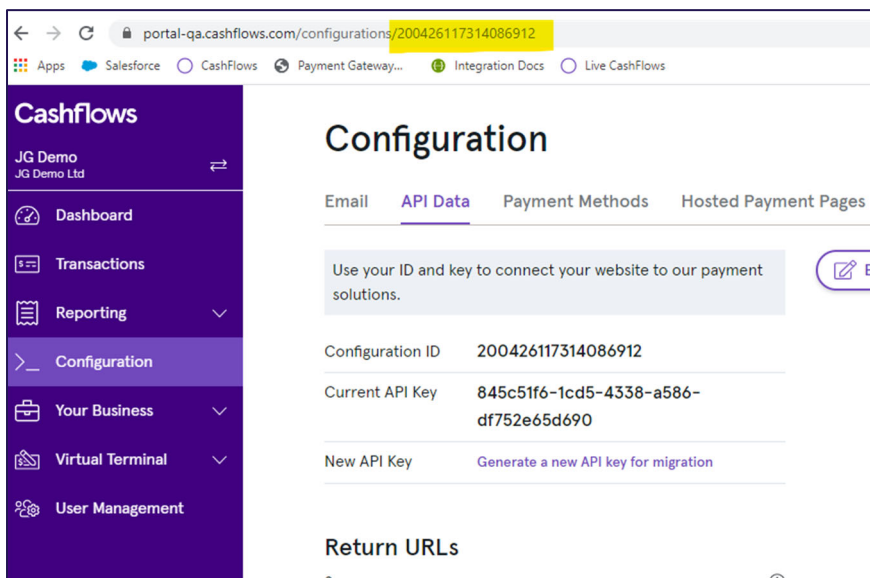 portal-qa.cashflows.com/configurations/200426117314086912
Apps Salesforce CashFlows Payment Gateway... Integration Docs Live CashFlows
Cashflows
JG Demo
JG Demo Ltd
Dashboard
Transactions
Reporting
Configuration
Your Business
Virtual Terminal
User Management
Configuration
Email API Data Payment Methods Hosted Payment Pages
Use your ID and key to connect your website to our payment
solutions.
Configuration ID 200426117314086912
Current API Key 845c51f6-1cd5-4338-a586-
df752e65d690
New API Key Generate a new API key for migration
Return URLs